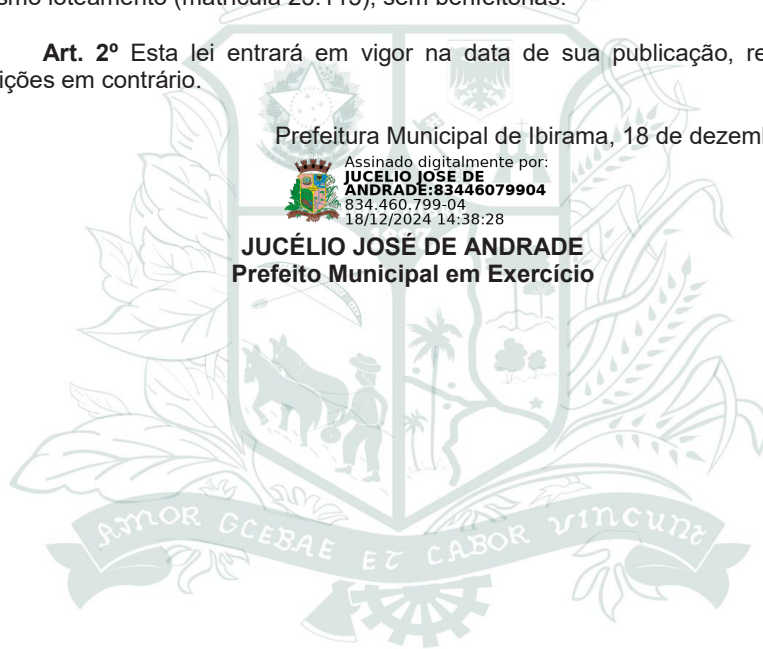 smo loteamento (matrícula 23.119), sem benfeitorias.
Art. 2º Esta lei entrará em vigor na data de sua publicação, re
ições em contrário.
Prefeitura Municipal de Ibirama, 18 de dezem
Assinado digitalmente por:
JUCELIO JOSE DE
ANDRADE:83446079904
834.460.799-04
18/12/2024 14:38:28
JUCÉLIO JOSÉ DE ANDRADE
Prefeito Municipal em Exercício
AMOR GLEBAE ET LABOR VINCUNT